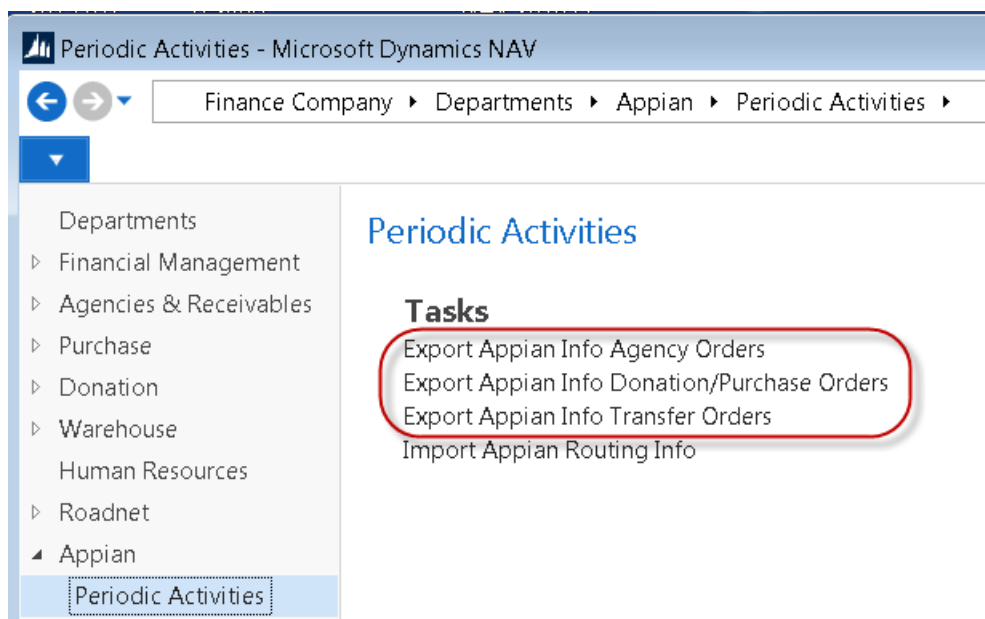 Periodic Activities - Microsoft Dynamics NAV
Finance Company Departments Appian Periodic Activities
Departments
Financial Management
Agencies & Receivables
Purchase
Donation
Warehouse
Human Resources
Roadnet
Appian
Periodic Activities
Periodic Activities
Tasks
Export Appian Info Agency Orders
Export Appian Info Donation/Purchase Orders
Export Appian Info Transfer Orders
Import Appian Routing Info